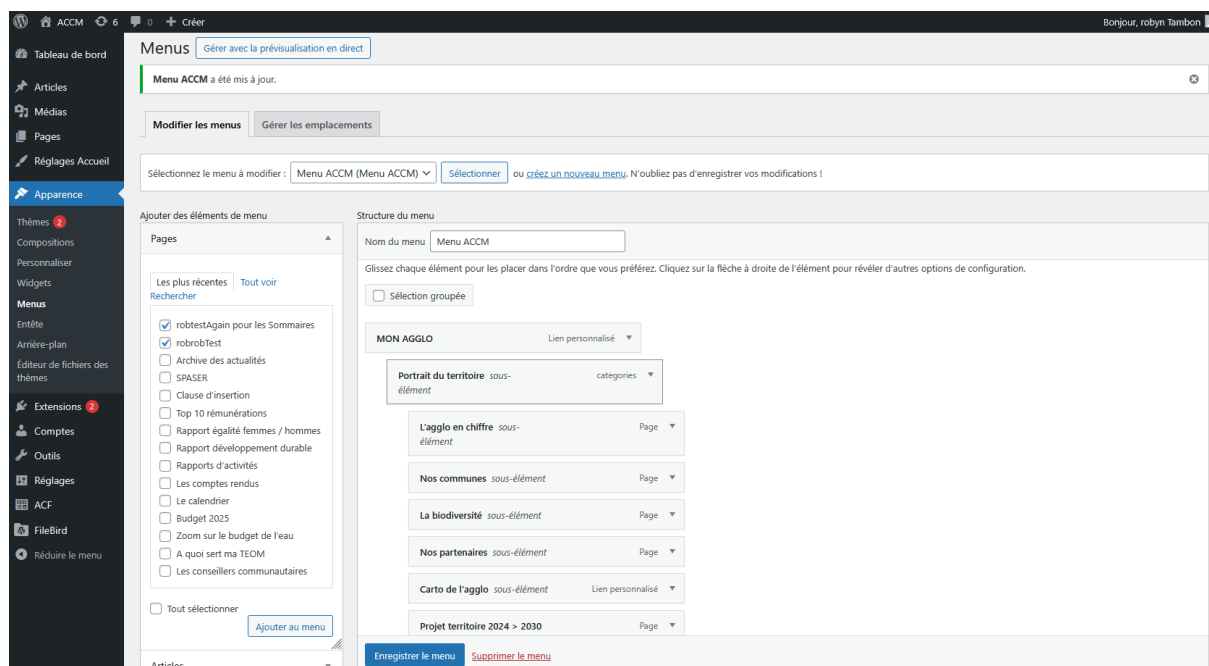 ACCM 6 0 + Créer Bonjour, robyn Tambon
Tableau de bord
Articles
Médias
Pages
Réglages Accueil
Apparence
Thèmes 2
Compositions
Personnaliser
Widgets
Menus
Entête
Arrière-plan
Éditeur de fichiers des
thèmes
Extensions 2
Comptes
Outils
Réglages
ACF
FileBird
Réduire le menu
Menus Gérer avec la prévisualisation en direct
Menu ACCM a été mis à jour.
Modifier les menus Gérer les emplacements
Sélectionnez le menu à modifier : Menu ACCM (Menu ACCM) Sélectionner ou créez un nouveau menu. N'oubliez pas d'enregistrer vos modifications !
Ajouter des éléments de menu
Pages
Les plus récentes Tout voir
Rechercher
robtestAgain pour les Sommaires
robrobTest
Archive des actualités
SPASER
Clause d'insertion
Top 10 rémunérations
Rapport égalité femmes / hommes
Rapport développement durable
Rapports d'activités
Les comptes rendus
Le calendrier
Budget 2025
Zoom sur le budget de l'eau
A quoi sert ma TEOM
Les conseillers communautaires
Tout sélectionner
Ajouter au menu
Articles
Structure du menu
Nom du menu Menu ACCM
Glissez chaque élément pour les placer dans l'ordre que vous préférez. Cliquez sur la flèche à droite de l'élément pour révéler d'autres options de configuration.
Sélection groupée
MON AGGLO Lien personnalisé
Portrait du territoire sous- categories
élément
L'agglo en chiffre sous- Page
élément
Nos communes sous-élément Page
La biodiversité sous-élément Page
Nos partenaires sous-élément Page
Carto de l'agglo sous-élément Lien personnalisé
Projet territoire 2024 > 2030 Page
Enregistrer le menu Supprimer le menu